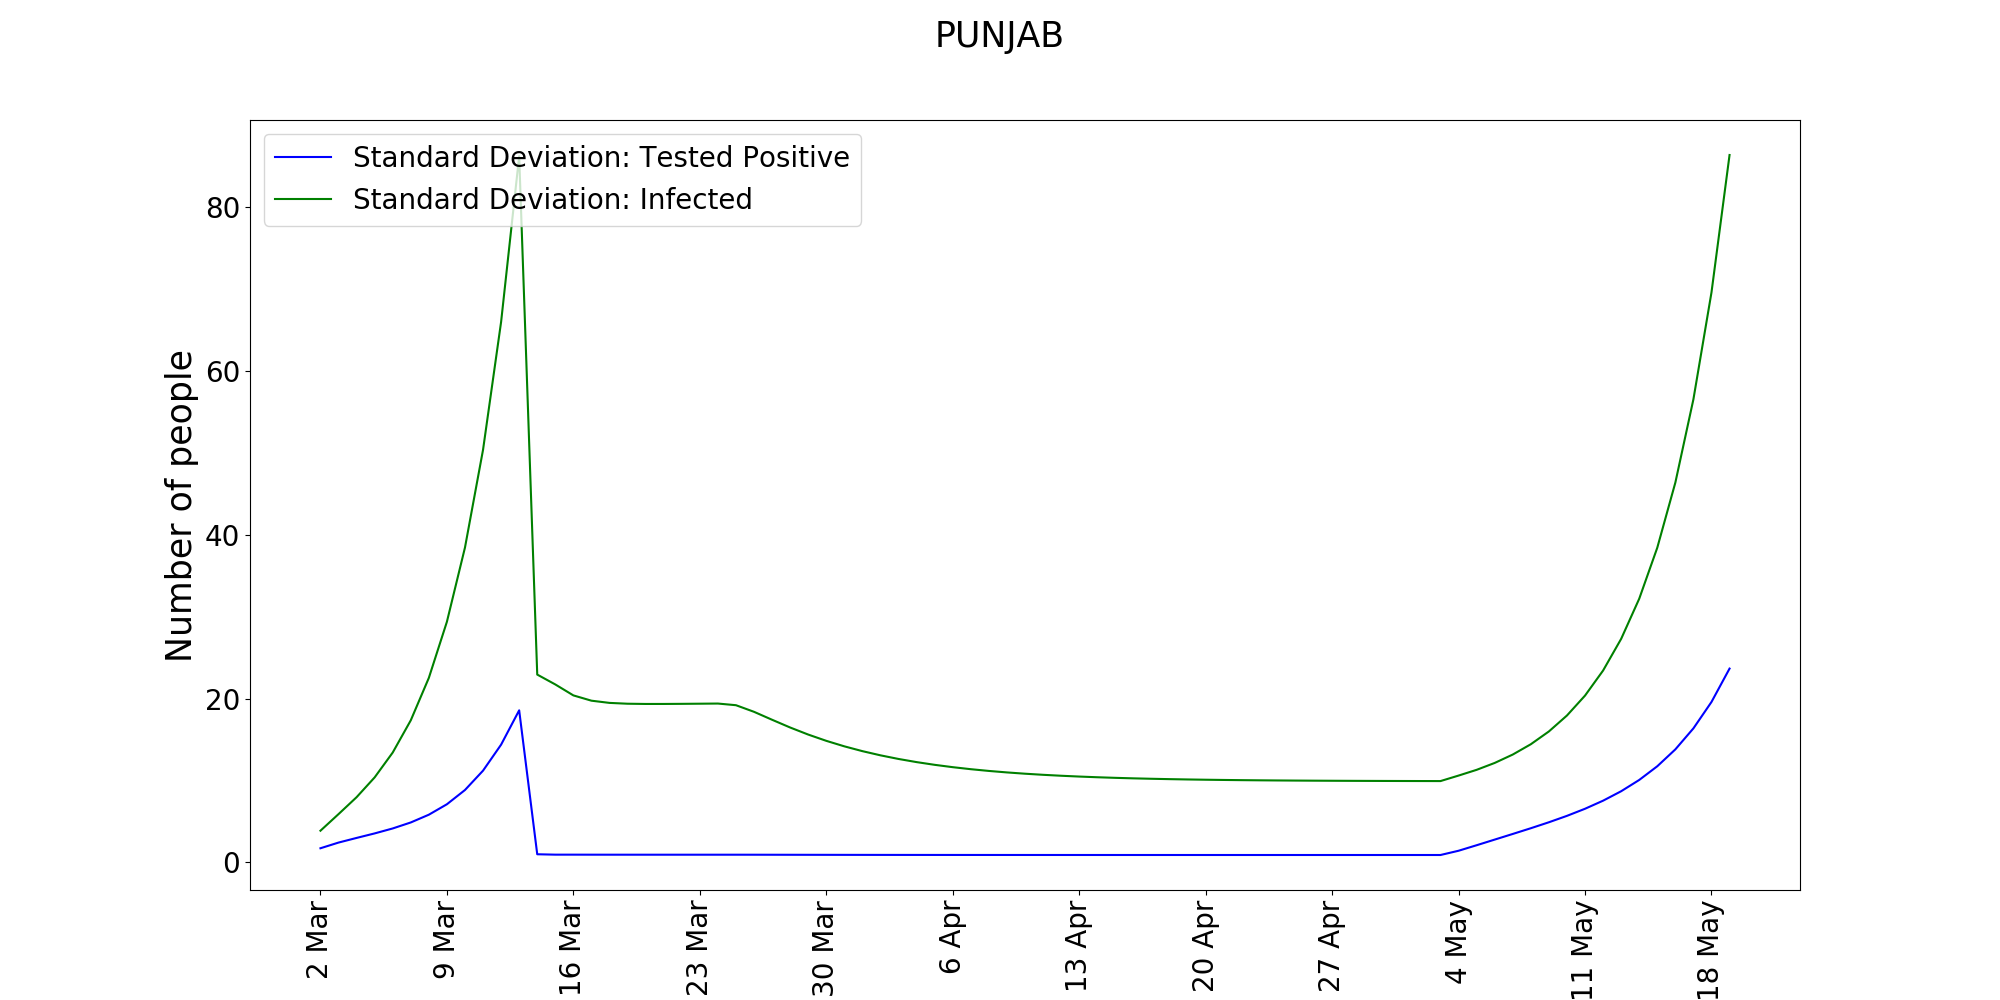 PUNJAB
Standard Deviation: Tested Positive
Standard Deviation: Infected
Number of people
80
60
40
20
0
2 Mar
9 Mar
16 Mar
23 Mar
30 Mar
6 Apr
13 Apr
20 Apr
27 Apr
4 May
11 May
18 May